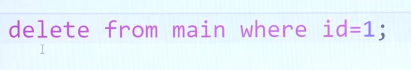 delete from main where id=1;